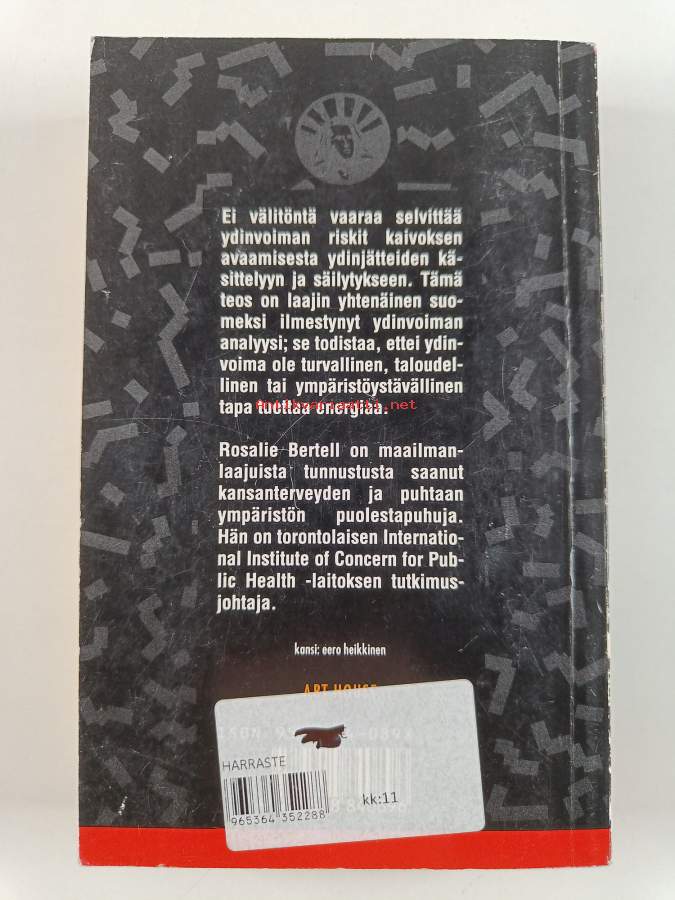 Ei välitöntä vaaraa selvittää
ydinvoiman riskit kaivoksen
avaamisesta ydinjätteiden kä-
sittelyyn ja säilytykseen. Tämä
teos on laajin yhtenäinen suo-
meksi ilmestynyt ydinvoiman
analyysi; se todistaa, ettei ydin-
voima ole turvallinen, taloudel-
linen tai ympäristöystävällinen
tapa tuottaa energiaa.
Antikvariaatti.net
Rosalie Bertell on maailman-
laajuista tunnustusta saanut
kansanterveyden ja puhtaan
ympäristön puolestapuhuja.
Hän on torontolaisen Internatio-
nal Institute of Concern for Pub-
lic Health -laitoksen tutkimus-
johtaja.
kansi: eero heikkinen
ART HOUSE
ISBN
HARRASTE
kk:11
965364 352288